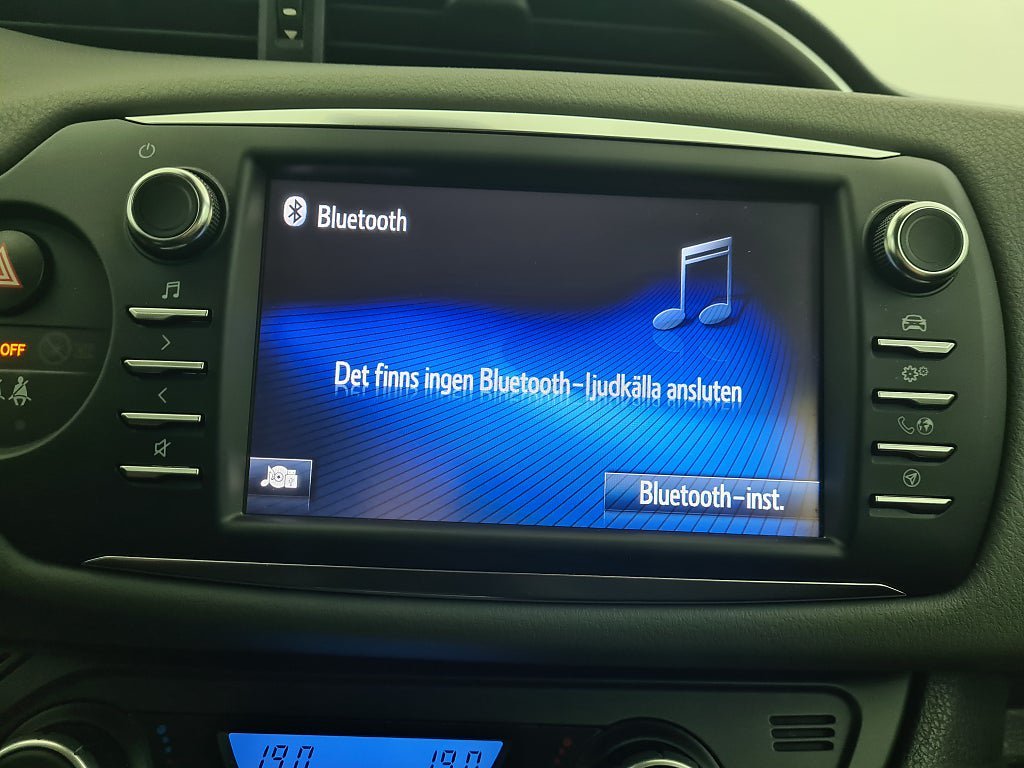 Bluetooth
Det finns ingen Bluetooth-ljudkälla ansluten
Bluetooth-inst.
OFF
19.0 19.0